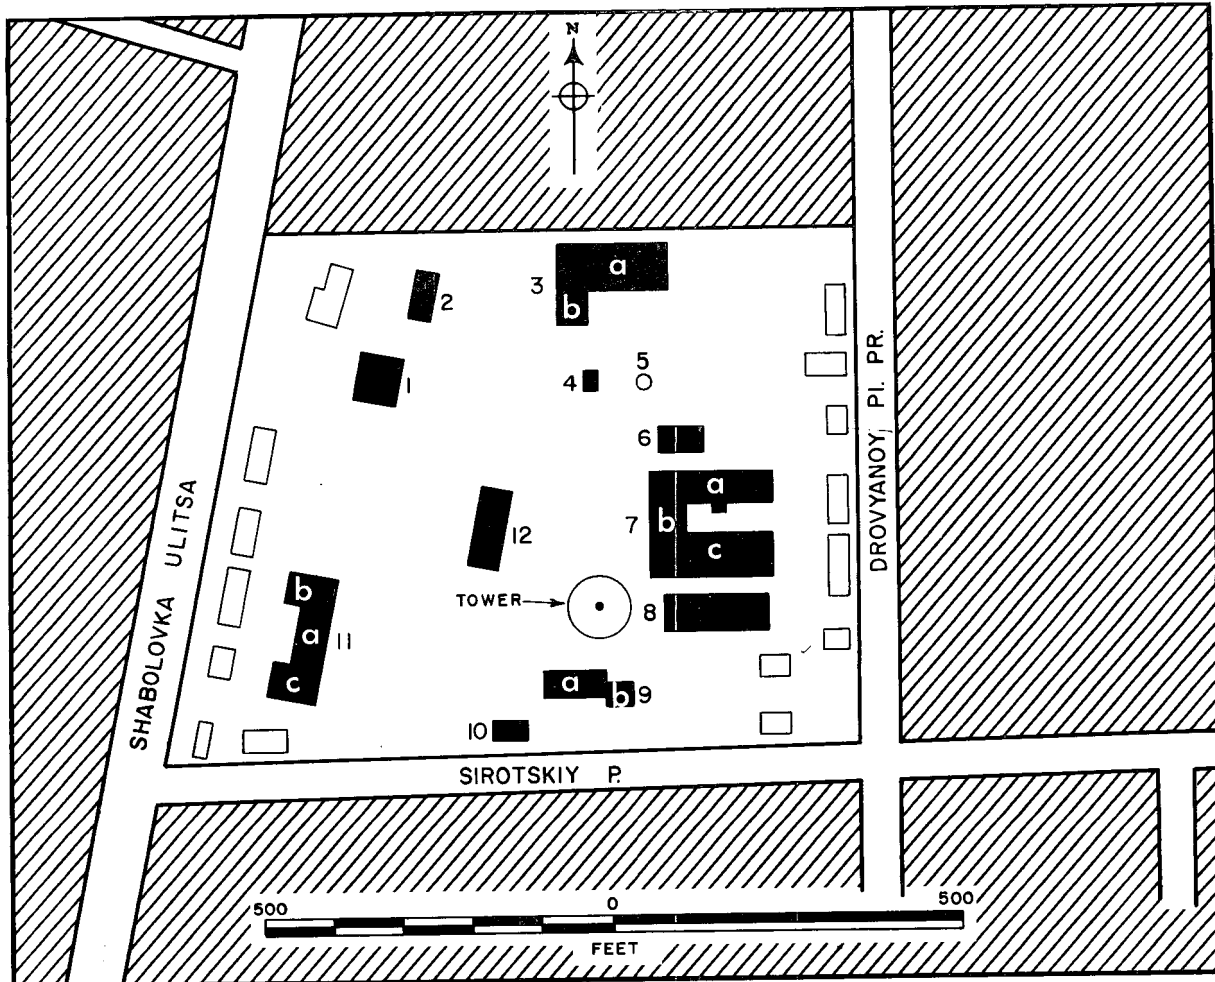 N
a
3
b
2
5
4
1
6
a
7
b
c
12
TOWER
8
b
a
11
c
a
b
9
10
SHABOLOVKA ULITSA
DROVYANOY PI. PR.
SIROTSKIY P.
500 0 500
FEET